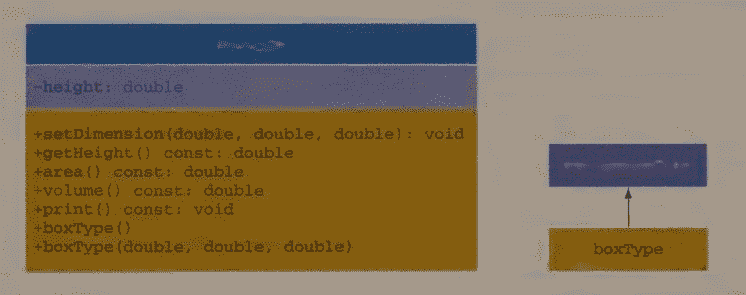 -height: double
+setDimension(double, double, double): void
+getHeight() const: double
+area() const: double
+volume() const: double
+print() const: void
+boxType()
+boxType(double, double, double)
boxType